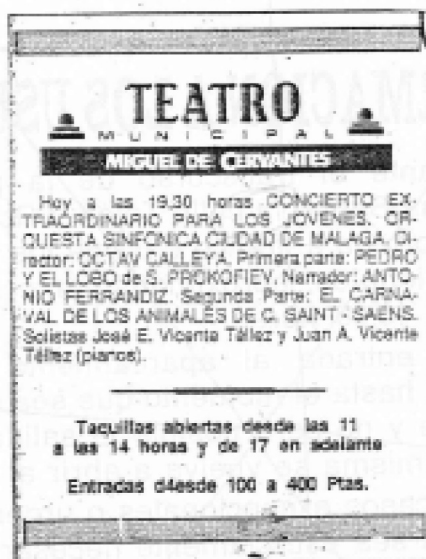 TEATRO
MUNICIPAL
MIGUEL DE CERVANTES
Hoy a las 19,30 horas CONCIERTO EX-
TRAORDINARIO PARA LOS JOVENES. OR-
QUESTA SINFONICA CIUDAD DE MALAGA. Di-
rector: OCTAV CALLEYA. Primera parte: PEDRO
Y EL LOBO de S. PROKOFIEV. Narrador: ANTO-
NIO FERRANDIZ. Segunda Parte: EL CARNA-
VAL DE LOS ANIMALES DE C. SAINT - SAENS.
Solistas José E. Vicente Téllez y Juan A. Vicente
Téllez (pianos).
Taquillas abiertas desde las 11
a las 14 horas y de 17 en adelante
Entradas d4esde 100 a 400 Ptas.